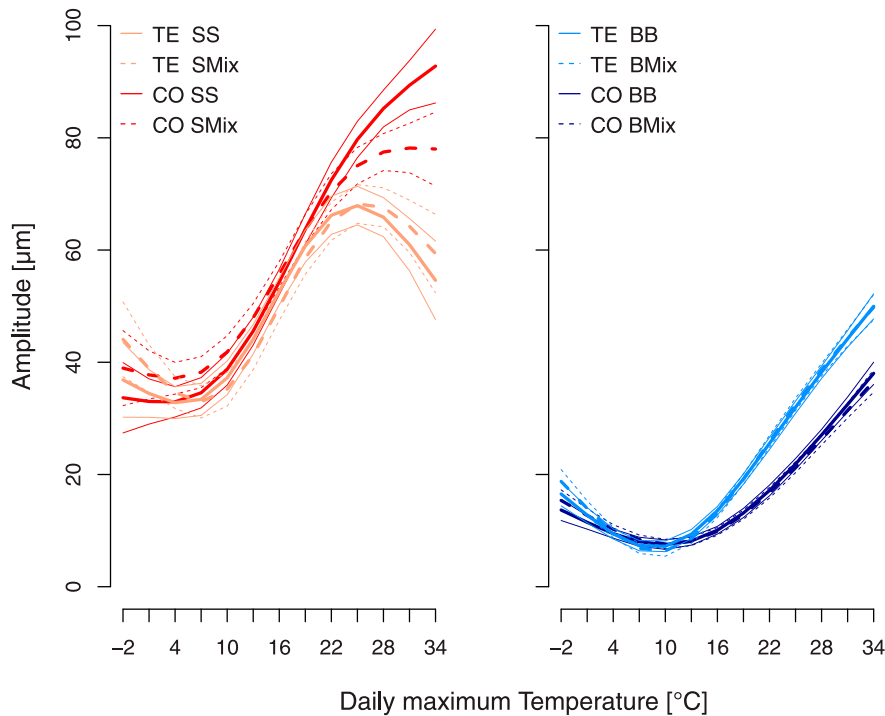 100
80
60
40
20
0
Amplitude [µm]
TE SS
TE SMix
CO SS
CO SMix
TE BB
TE BMix
CO BB
CO BMix
−2 4 10 16 22 28 34
−2 4 10 16 22 28 34
Daily maximum Temperature [°C]